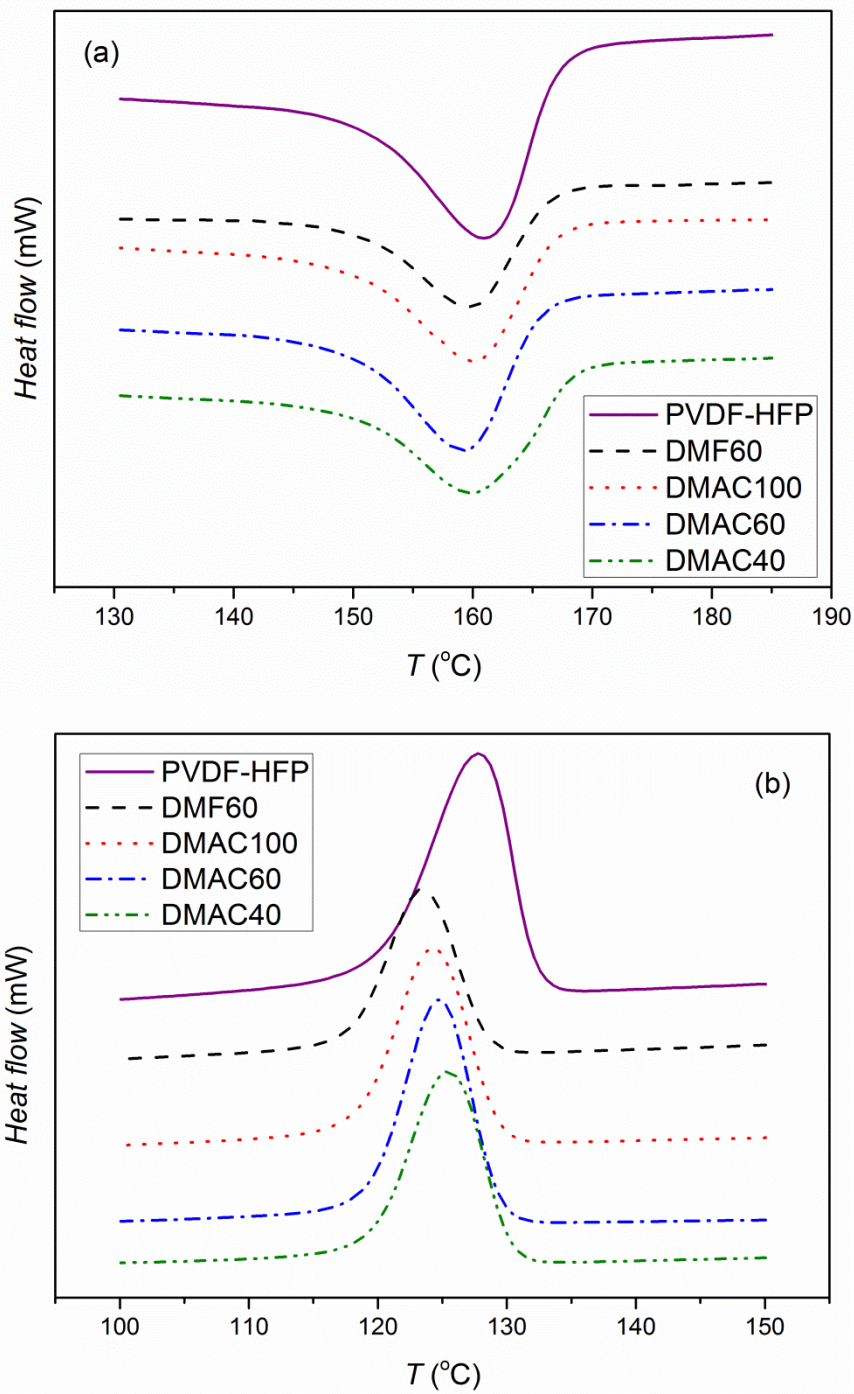 (a)
Heat flow (mW)
PVDF-HFP
DMF60
DMAC100
DMAC60
DMAC40
130 140 150 160 170 180 190
T (°C)
PVDF-HFP
DMF60
DMAC100
DMAC60
DMAC40
(b)
Heat flow (mW)
100 110 120 130 140 150
T (°C)